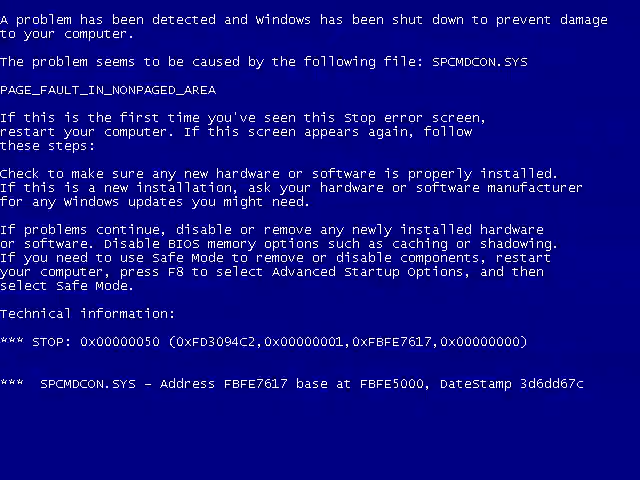 A problem has been detected and Windows has been shut down to prevent damage
to your computer.
The problem seems to be caused by the following file: SPCMDCON.SYS
PAGE_FAULT_IN_NONPAGED_AREA
If this is the first time you've seen this Stop error screen,
restart your computer. If this screen appears again, follow
these steps:
Check to make sure any new hardware or software is properly installed.
If this is a new installation, ask your hardware or software manufacturer
for any Windows updates you might need.
If problems continue, disable or remove any newly installed hardware
or software. Disable BIOS memory options such as caching or shadowing.
If you need to use Safe Mode to remove or disable components, restart
your computer, press F8 to select Advanced Startup Options, and then
select Safe Mode.
Technical information:
*** STOP: 0x00000050 (0xFD3094C2,0x00000001,0xFBFE7617,0x00000000)
***  SPCMDCON.SYS - Address FBFE7617 base at FBFE5000, DateStamp 3d6dd67c